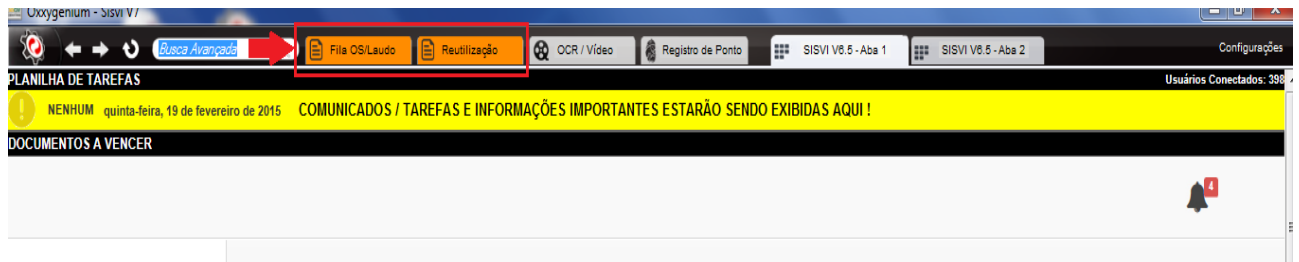 Oxxygenium - Sisvi V7
Busca Avançada Fila OS/Laudo Reutilização OCR / Vídeo Registro de Ponto SISVI V6.5 - Aba 1 SISVI V6.5 - Aba 2 Configurações
PLANILHA DE TAREFAS Usuários Conectados: 398
NENHUM quinta-feira, 19 de fevereiro de 2015 COMUNICADOS / TAREFAS E INFORMAÇÕES IMPORTANTES ESTARÃO SENDO EXIBIDAS AQUI !
DOCUMENTOS A VENCER
4